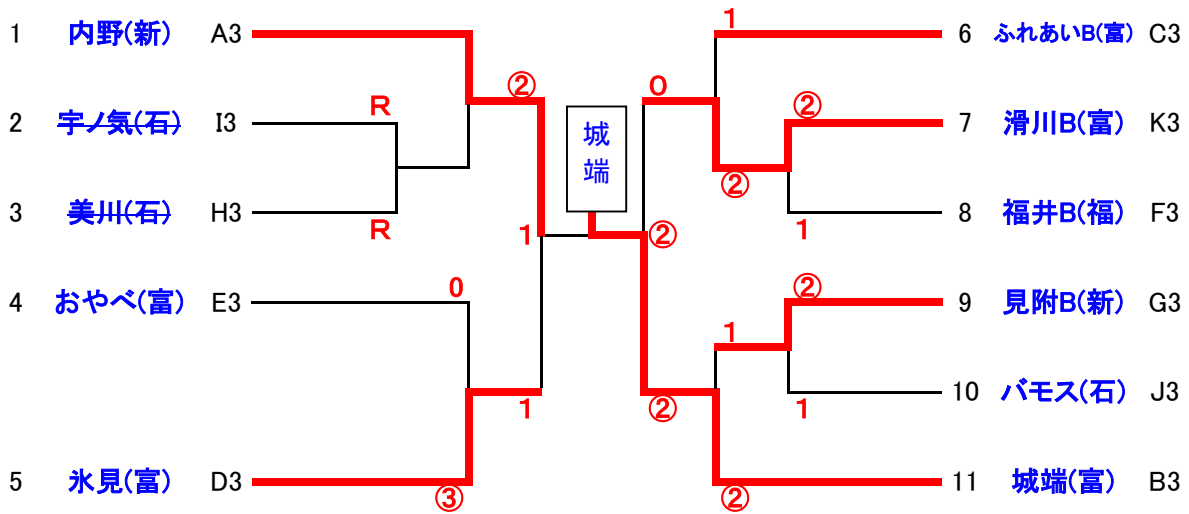 1 内野(新) A3
2 宇ノ気(石) I3
3 美川(石) H3
4 おやべ(富) E3
5 氷見(富) D3
R
R
②
1
0
1
③
城端
②
1
0
②
②
1
②
1
1
②
②
6 ふれあいB(富) C3
7 滑川B(富) K3
8 福井B(福) F3
9 見附B(新) G3
10 バモス(石) J3
11 城端(富) B3